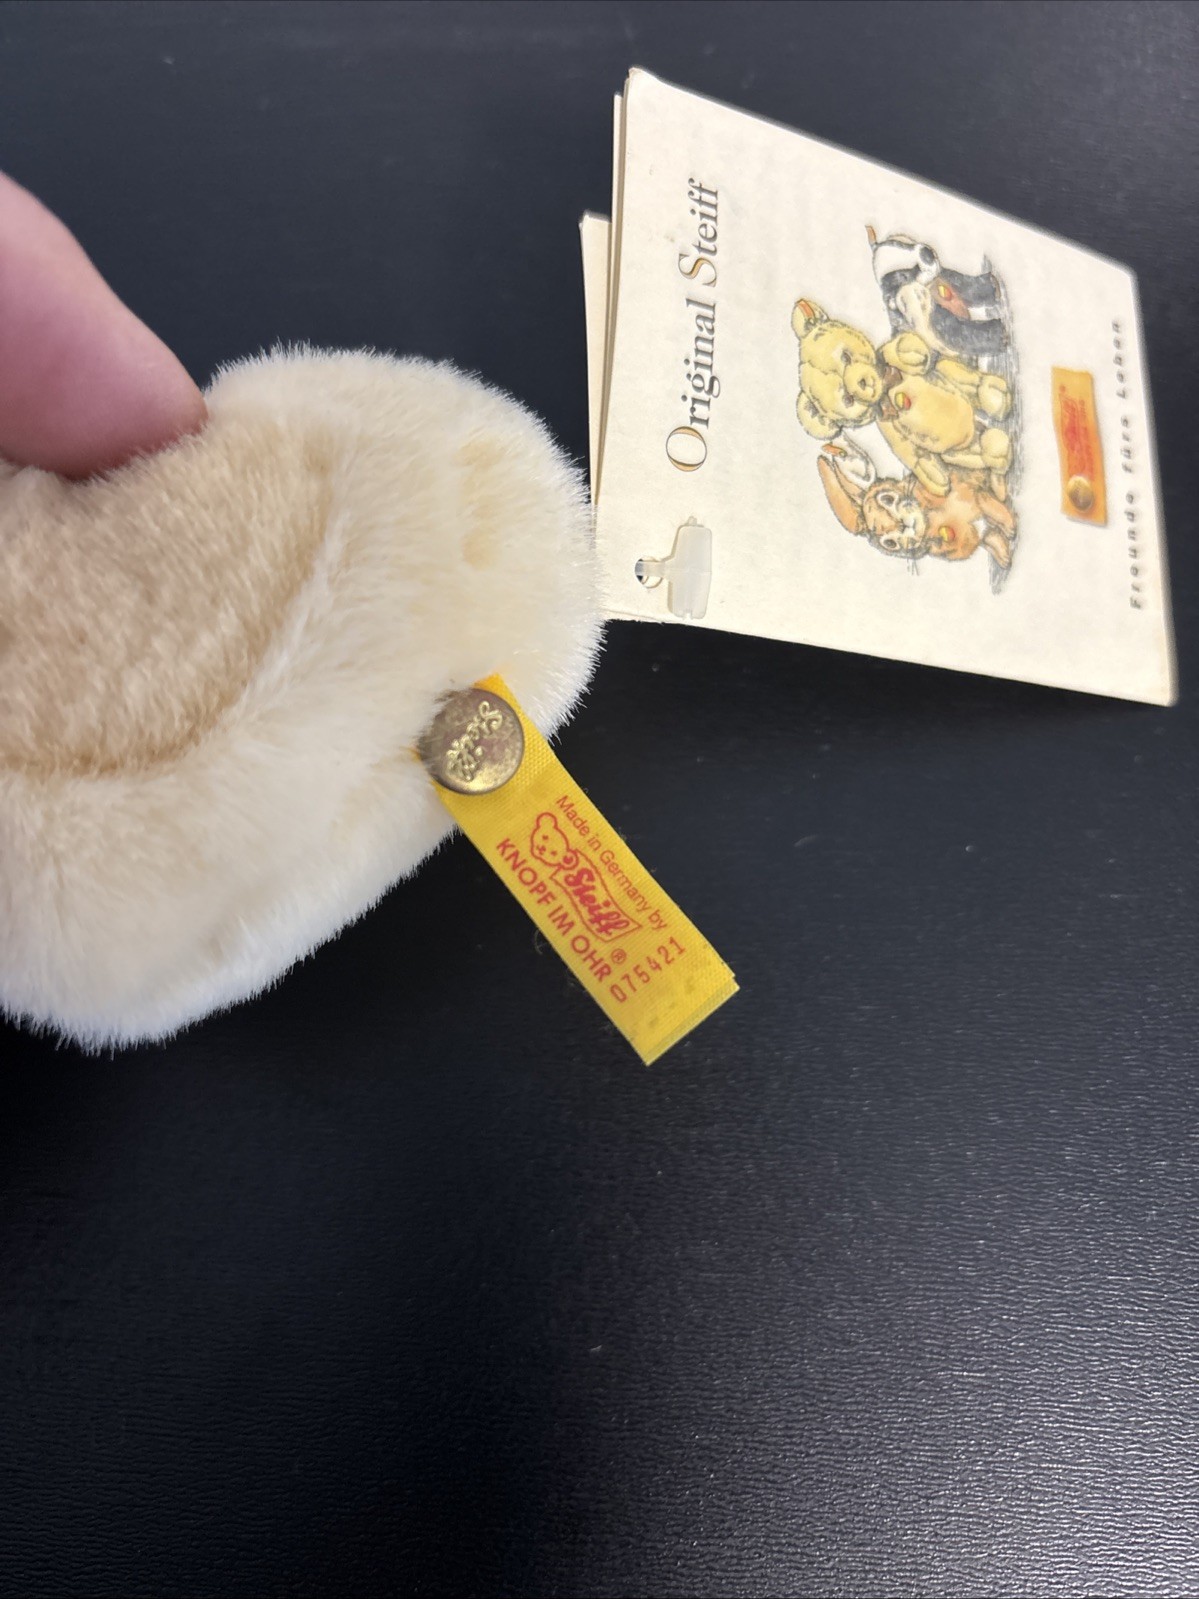 Original Steiff
Freunde fürs Leben
Steiff
Made in Germany by
Steiff
KNOPF IM OHR ®
075421